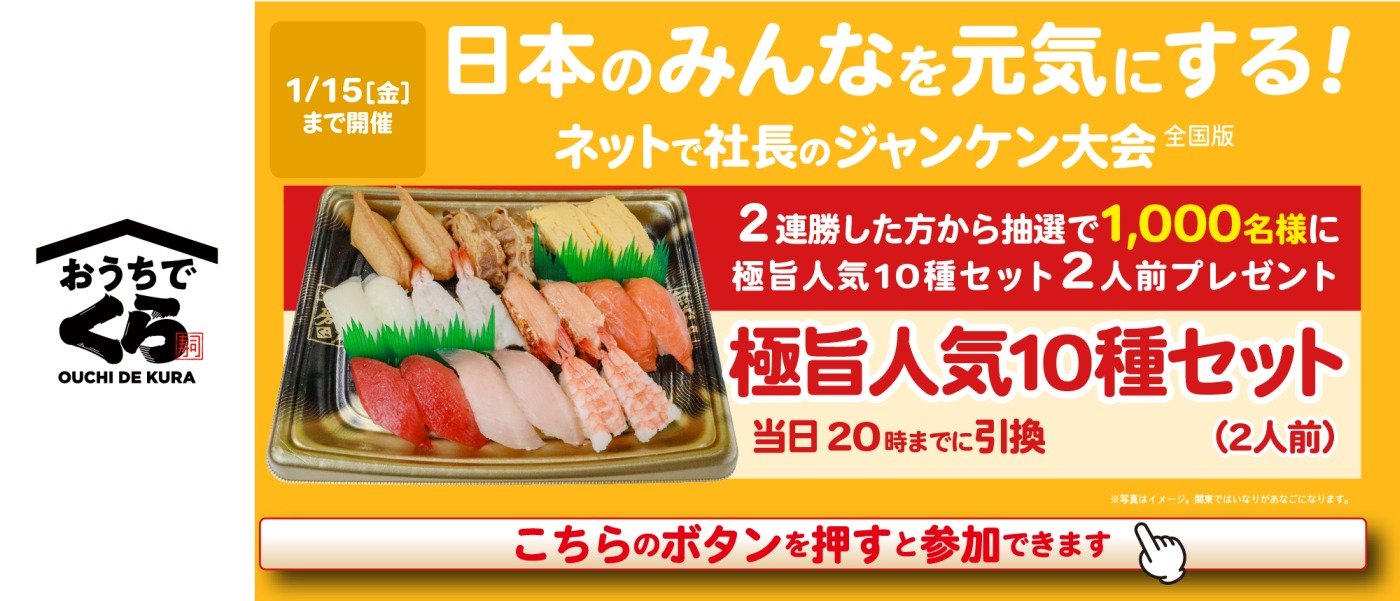 おうちで
くら
OUCHI DE KURA
1/15[金]
まで開催
日本のみんなを元気にする!
ネットで社長のジャンケン大会 全国版
2連勝した方から抽選で1,000名様に
極旨人気10種セット2人前プレゼント
極旨人気10種セット
当日20時までに引換
(2人前)
※写真はイメージ。関東ではいなりがあなごになります。
こちらのボタンを押すと参加できます